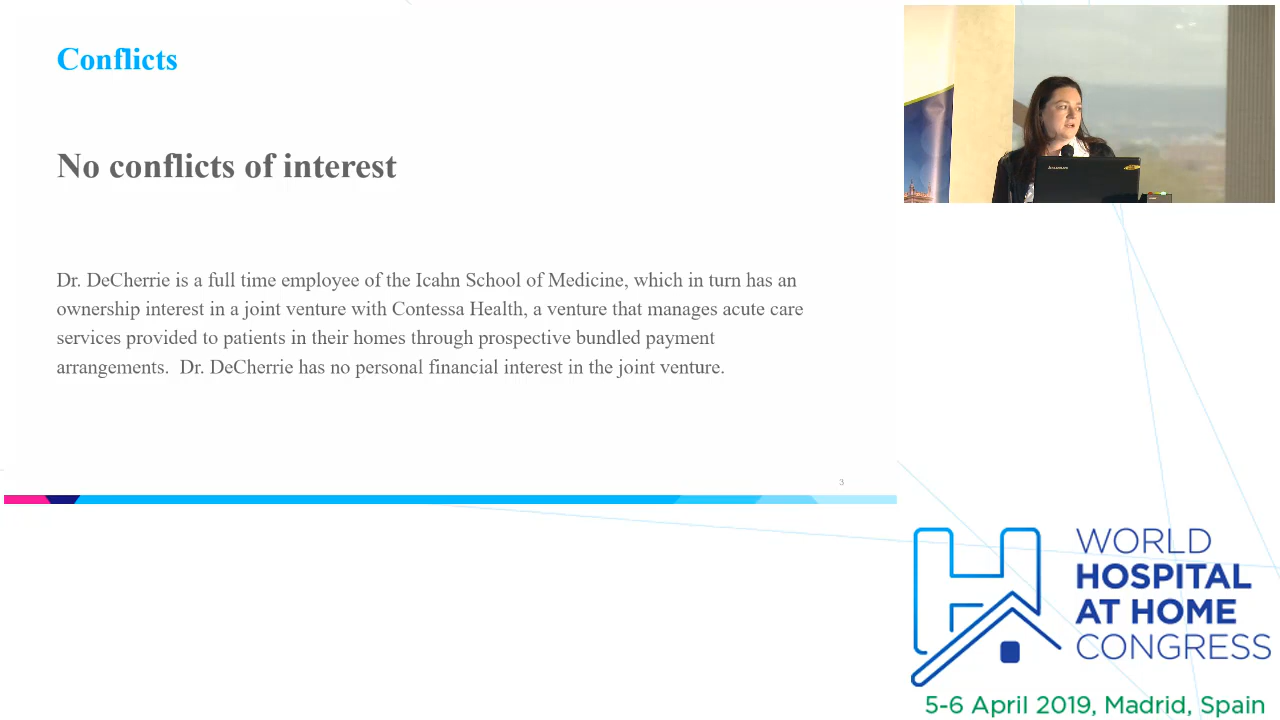 Conflicts
No conflicts of interest
Dr. DeCherrie is a full time employee of the Icahn School of Medicine, which in turn has an
ownership interest in a joint venture with Contessa Health, a venture that manages acute care
services provided to patients in their homes through prospective bundled payment
arrangements.  Dr. DeCherrie has no personal financial interest in the joint venture.
3
WORLD
HOSPITAL
AT HOME
CONGRESS
5-6 April 2019, Madrid, Spain